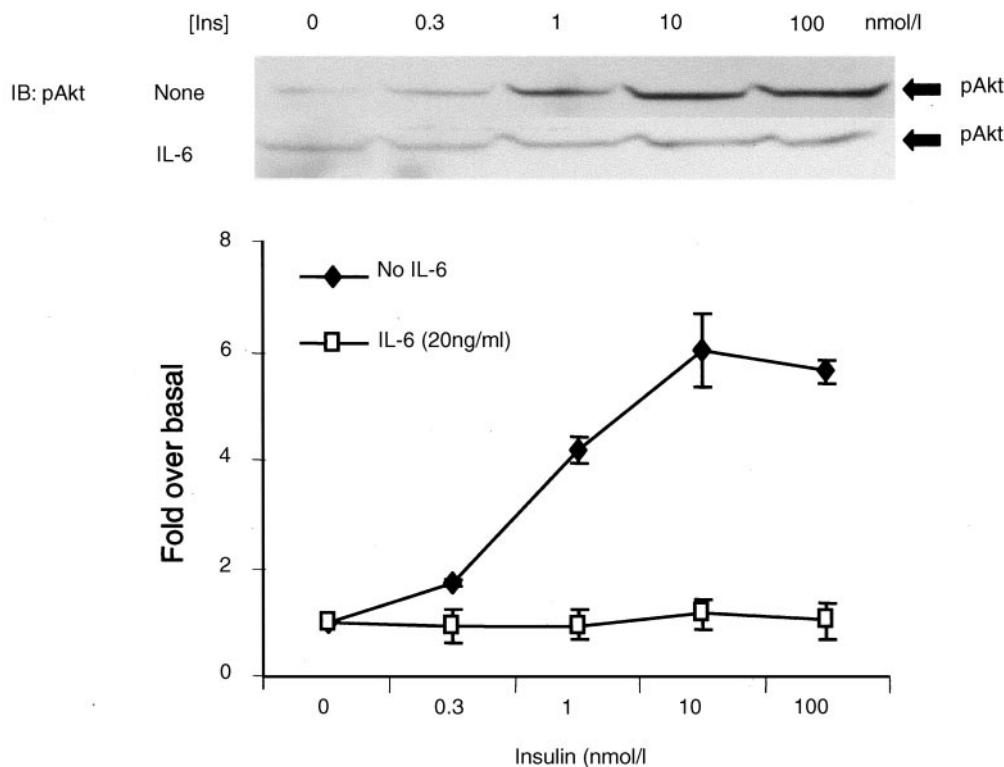 [Ins] 0 0.3 1 10 100 nmol/l
IB: pAkt None pAkt
IL-6 pAkt
8
No IL-6
IL-6 (20ng/ml)
6
4
2
0
Fold over basal
0 0.3 1 10 100
Insulin (nmol/l